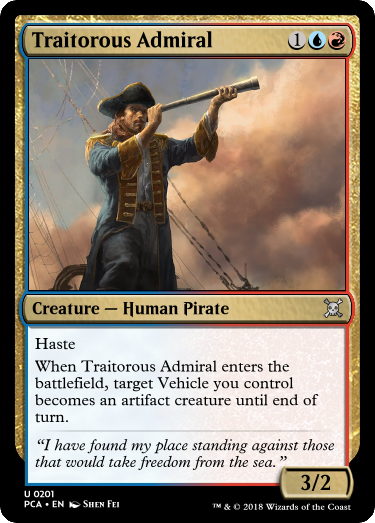 Traitorous Admiral 1
Creature — Human Pirate
Haste
When Traitorous Admiral enters the
battlefield, target Vehicle you control
becomes an artifact creature until end of
turn.
“I have found my place standing against those
that would take freedom from the sea.”
3/2
U 0201
PCA • EN Shen Fei
™ & © 2018 Wizards of the Coast